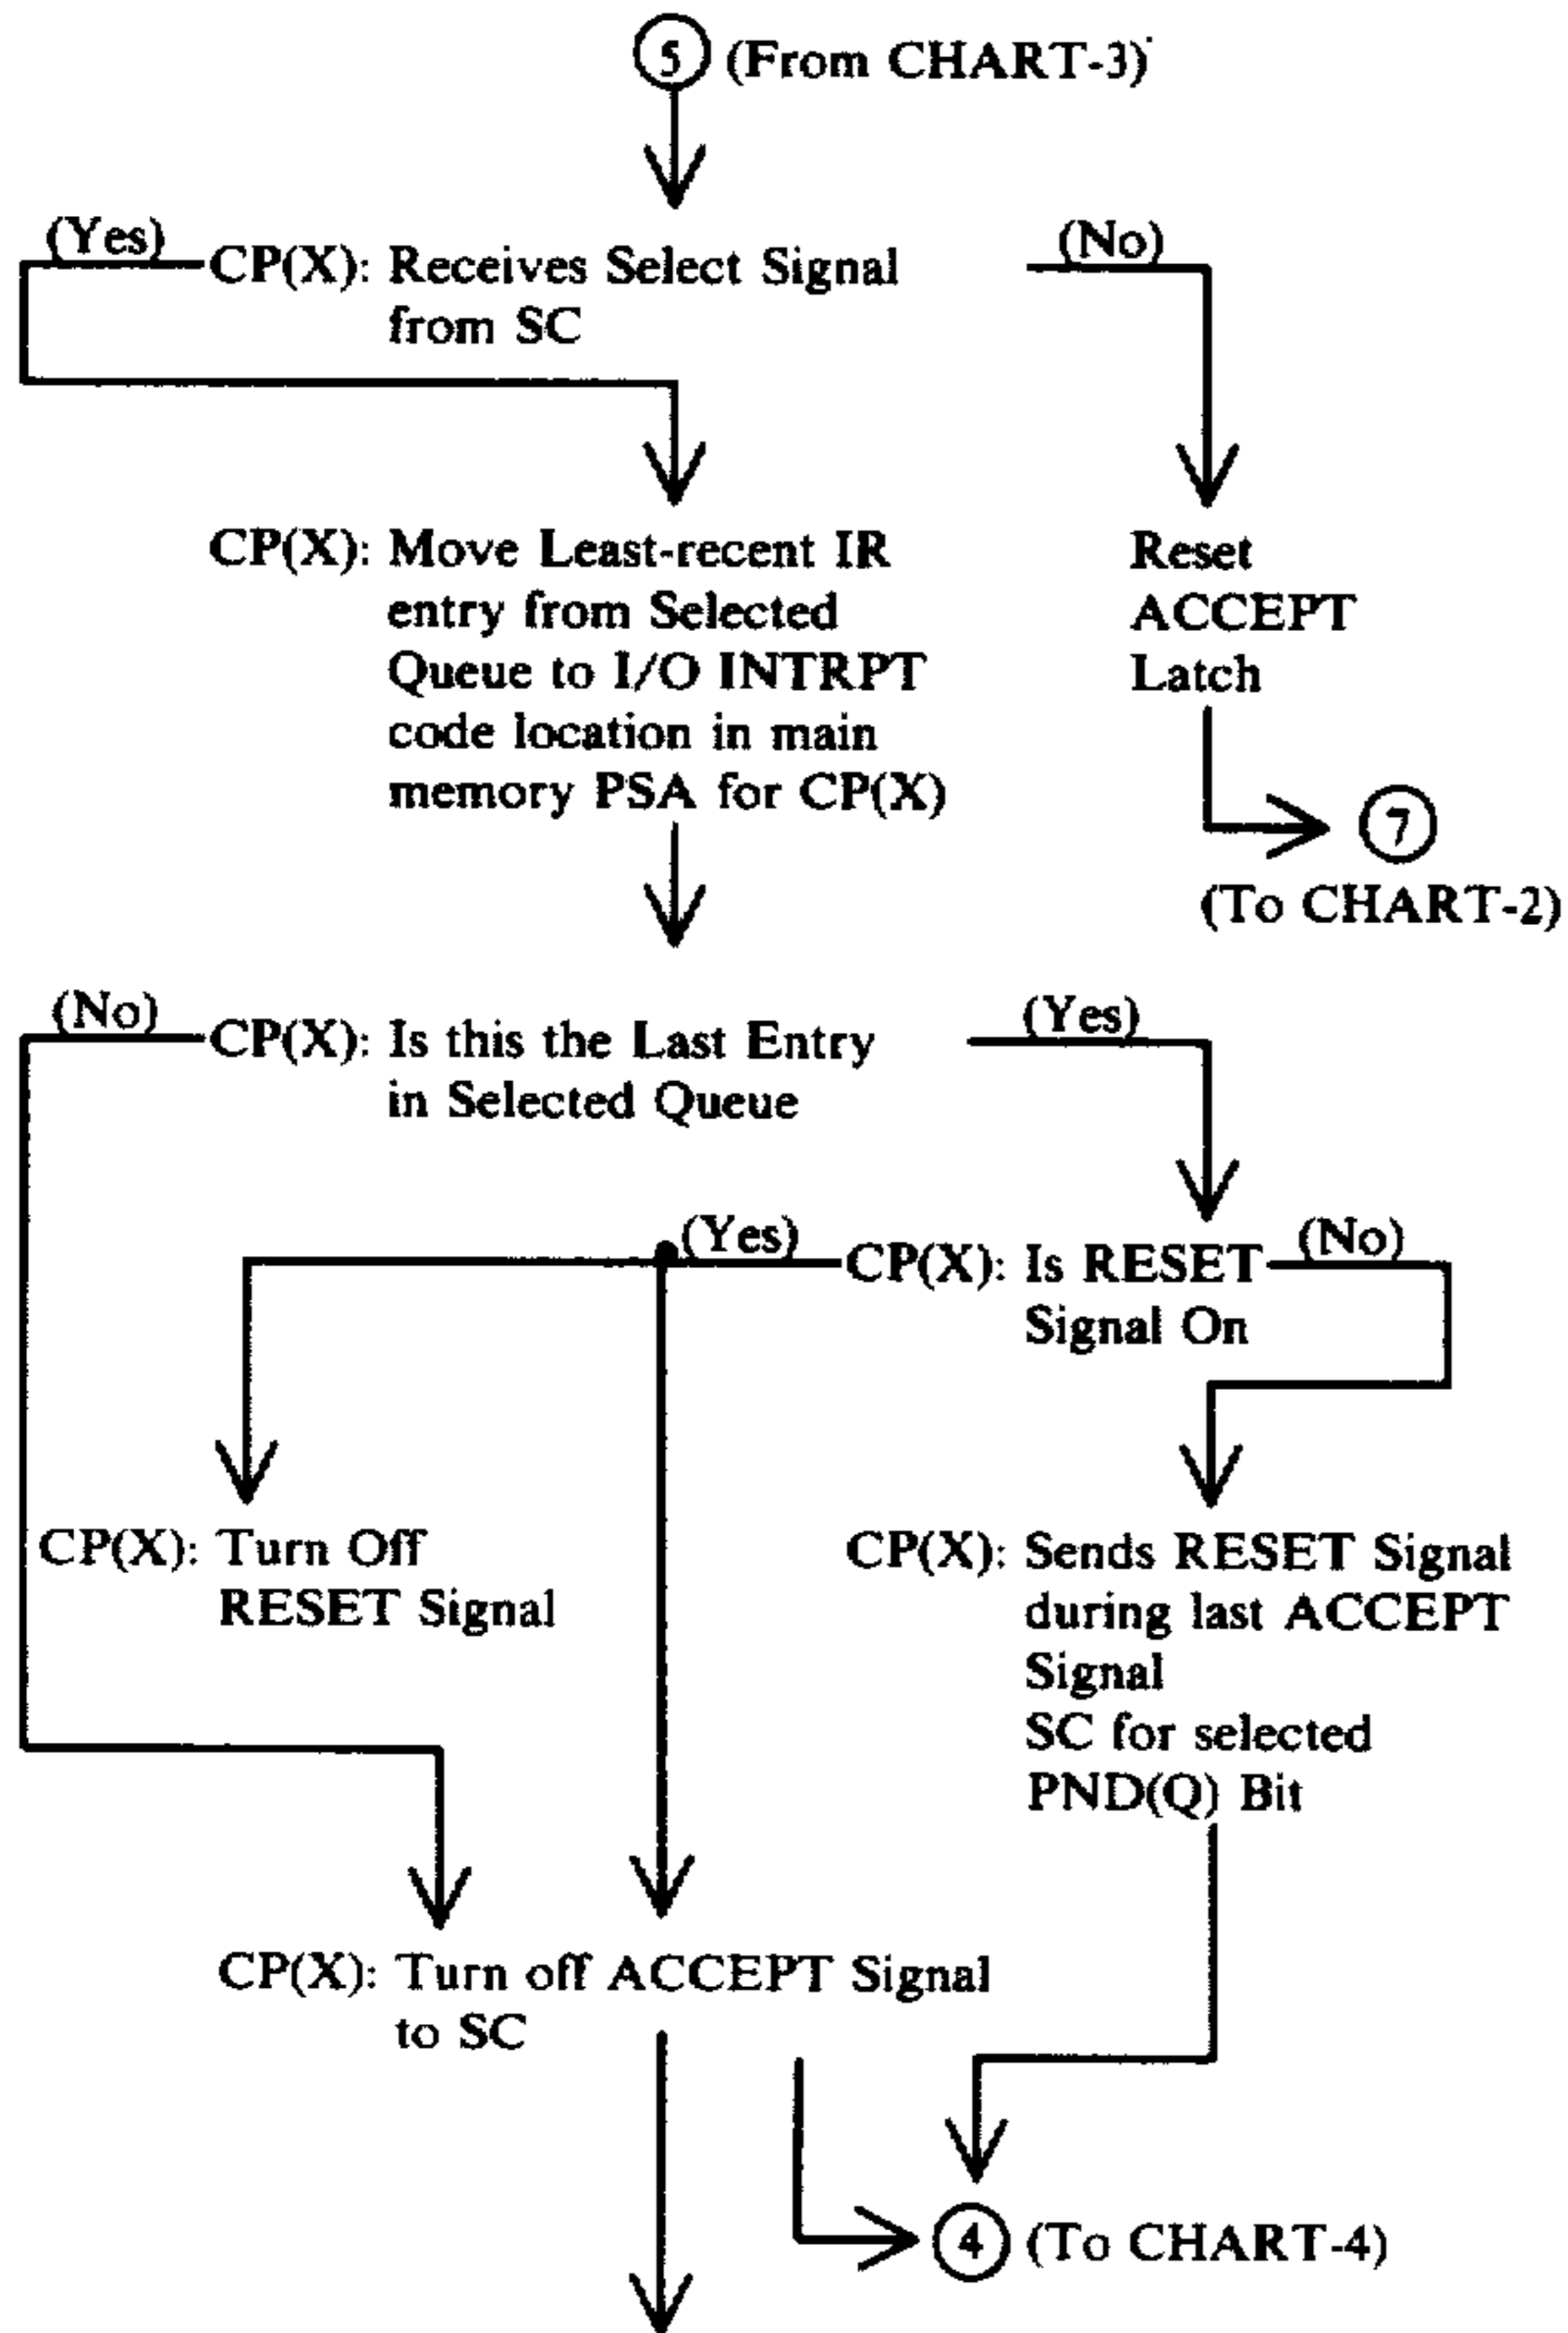 5 (From CHART-3)
(Yes)
CP(X): Receives Select Signal
from SC
(No)
CP(X): Move Least-recent IR
entry from Selected
Queue to I/O INTRPT
code location in main
memory PSA for CP(X)
Reset
ACCEPT
Latch
7
(To CHART-2)
(No)
CP(X): Is this the Last Entry
in Selected Queue
(Yes)
(Yes)
CP(X): Is RESET
Signal On
(No)
CP(X): Turn Off
RESET Signal
CP(X): Sends RESET Signal
during last ACCEPT
Signal
SC for selected
PND(Q) Bit
CP(X): Turn off ACCEPT Signal
to SC
4 (To CHART-4)